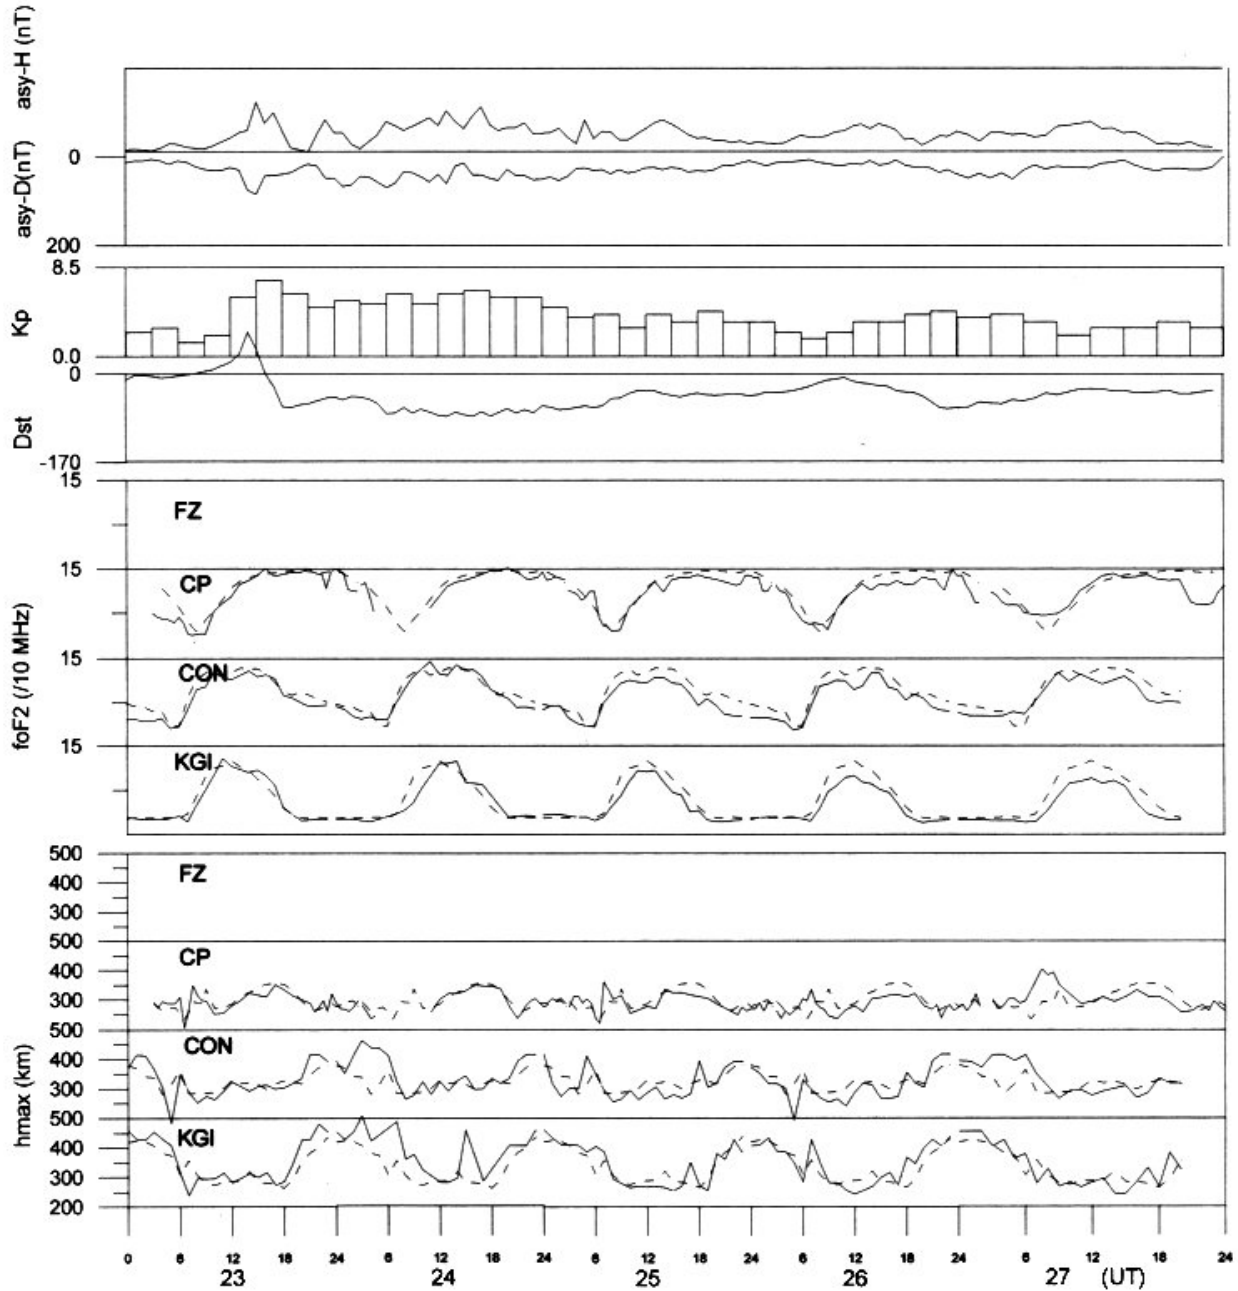 asy-H (nT)
0
asy-D(nT)
200
8.5
Kp
0.0
0
Dst
-170
15
FZ
15
CP
foF2 (/10 MHz)
15
CON
15
KGI
500
FZ
400
300
500
CP
400
300
500
CON
hmax (km)
400
300
500
KGI
400
300
200
0 6 12 18 24 6 12 18 24 6 12 18 24 6 12 18 24 6 12 18 24
23 24 25 26 27 (UT)